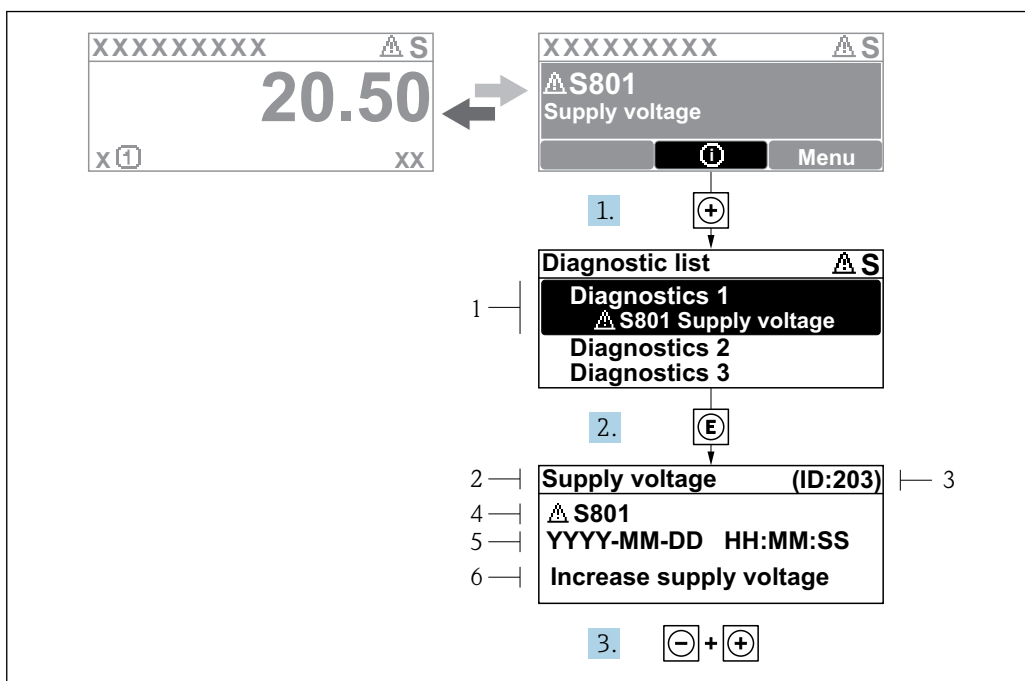 XXXXXXXXX ⚠ S
20.50
x ① xx
XXXXXXXXX ⚠ S
⚠S801
Supply voltage
ⓘ Menu
1. ⊕
Diagnostic list ⚠ S
1
Diagnostics 1
⚠ S801 Supply voltage
Diagnostics 2
Diagnostics 3
2. Ⓔ
2 Supply voltage (ID:203) 3
4 ⚠ S801
5 YYYY-MM-DD HH:MM:SS
6 Increase supply voltage
3. ⊖ + ⊕